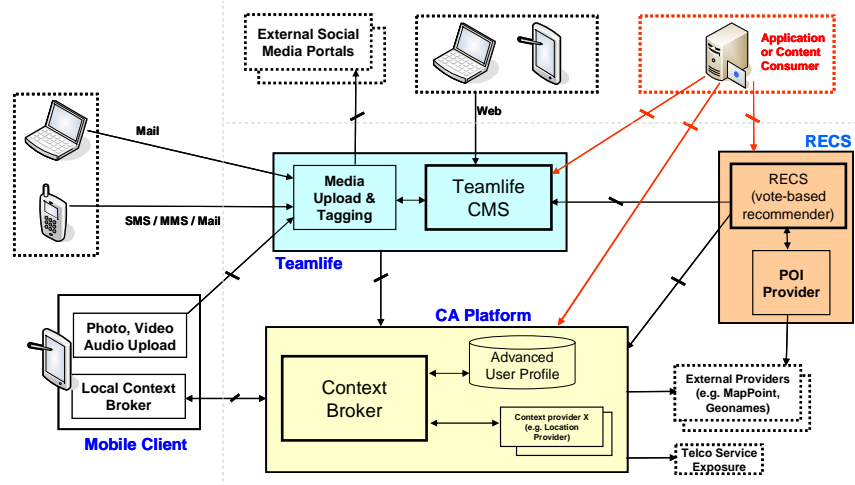 External Social
Media Portals
Application
or Content
Consumer
Web
RECS
Mail
SMS / MMS / Mail
Media
Upload &
Tagging
Teamlife
CMS
RECS
(vote-based
recommender)
Teamlife
POI
Provider
CA Platform
Photo, Video
Audio Upload
Local Context
Broker
Mobile Client
Context
Broker
Advanced
User Profile
Context provider X
(e.g. Location
Provider)
External Providers
(e.g. MapPoint,
Geonames)
Telco Service
Exposure